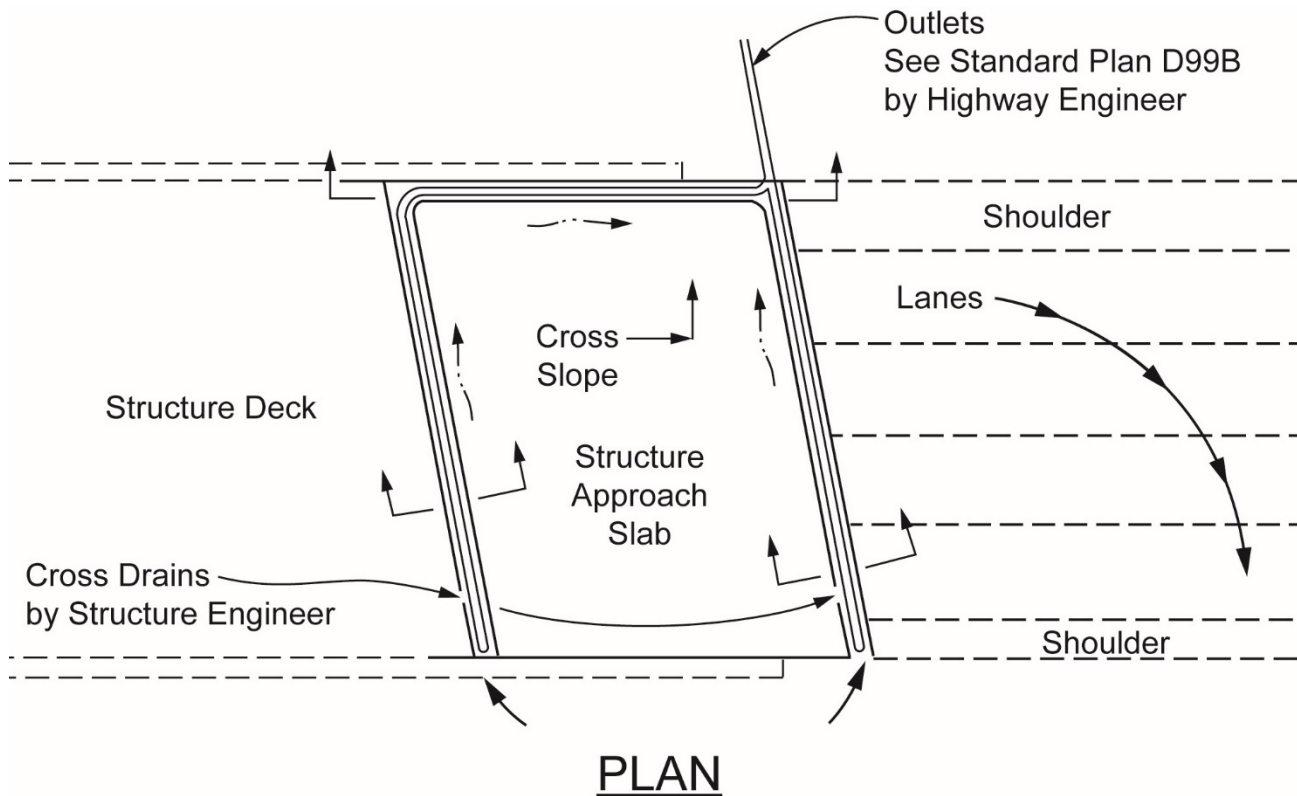 Outlets
See Standard Plan D99B
by Highway Engineer
Shoulder
Lanes
Cross
Slope
Structure Deck
Structure
Approach
Slab
Cross Drains
by Structure Engineer
Shoulder
PLAN